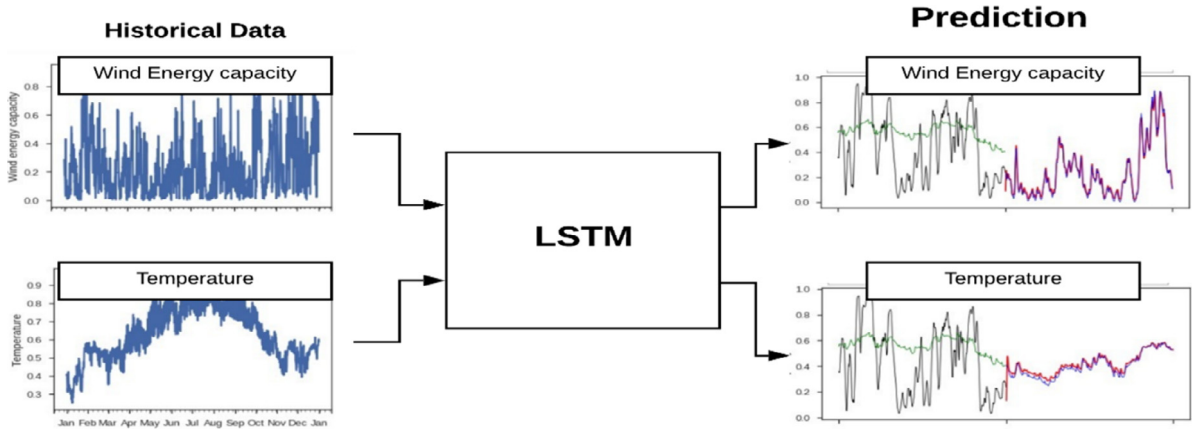 Historical Data
Prediction
Wind Energy capacity
Wind energy capacity
0.8
0.6
0.4
0.2
0.0
Temperature
Temperature
0.9
0.8
0.7
0.6
0.5
0.4
0.3
Jan Feb Mar Apr May Jun Jul Aug Sep Oct Nov Dec Jan
LSTM
Wind Energy capacity
1.0
0.8
0.6
0.4
0.2
0.0
Temperature
1.0
0.8
0.6
0.4
0.2
0.0